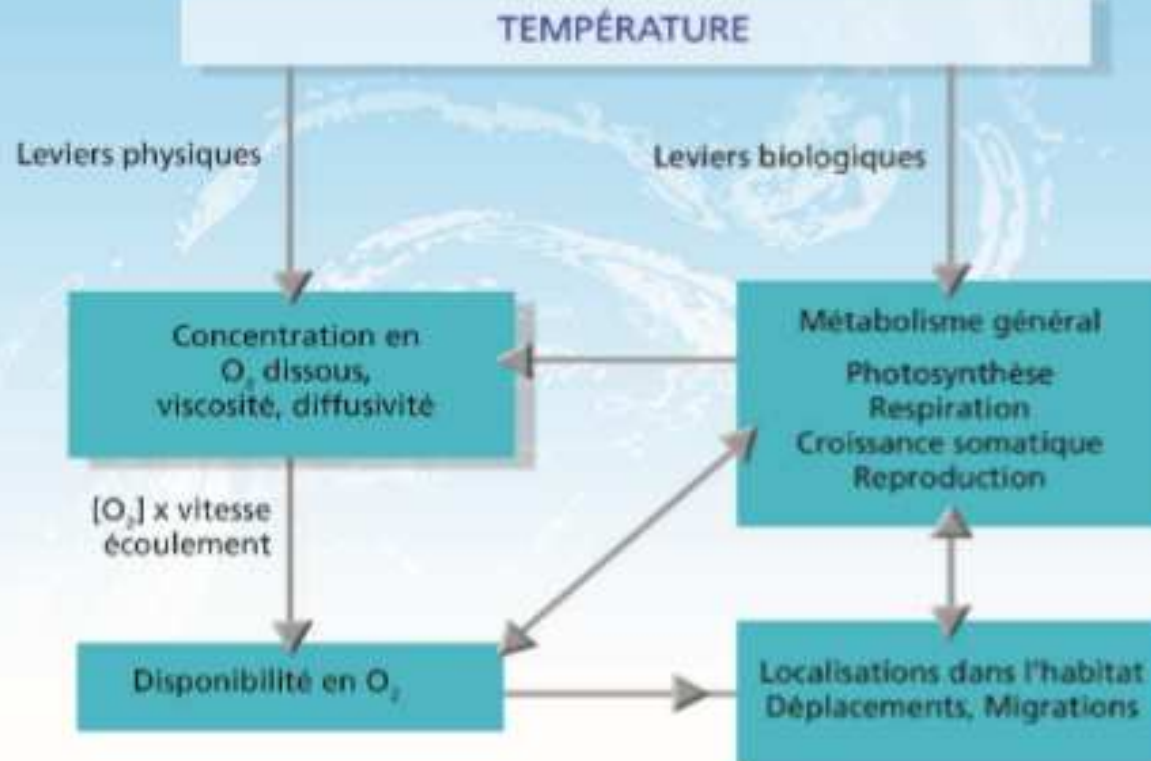 TEMPÉRATURE
Leviers physiques
Leviers biologiques
Concentration en
O₂ dissous,
viscosité, diffusivité
Métabolisme général
Photosynthèse
Respiration
Croissance somatique
Reproduction
[O₂] x vitesse
écoulement
Disponibilité en O₂
Localisations dans l'habitat
Déplacements, Migrations